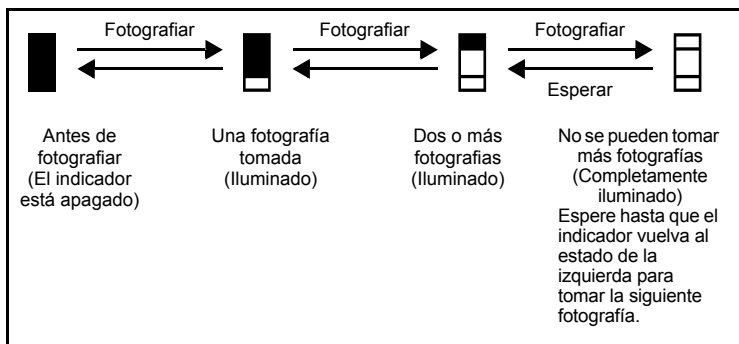 Fotografiar
Fotografiar
Fotografiar
Esperar
Antes de
fotografiar
(El indicador
está apagado)
Una fotografía
tomada
(Iluminado)
Dos o más
fotografias
(Iluminado)
No se pueden tomar
más fotografías
(Completamente
iluminado)
Espere hasta que el
indicador vuelva al
estado de la
izquierda para
tomar la siguiente
fotografía.